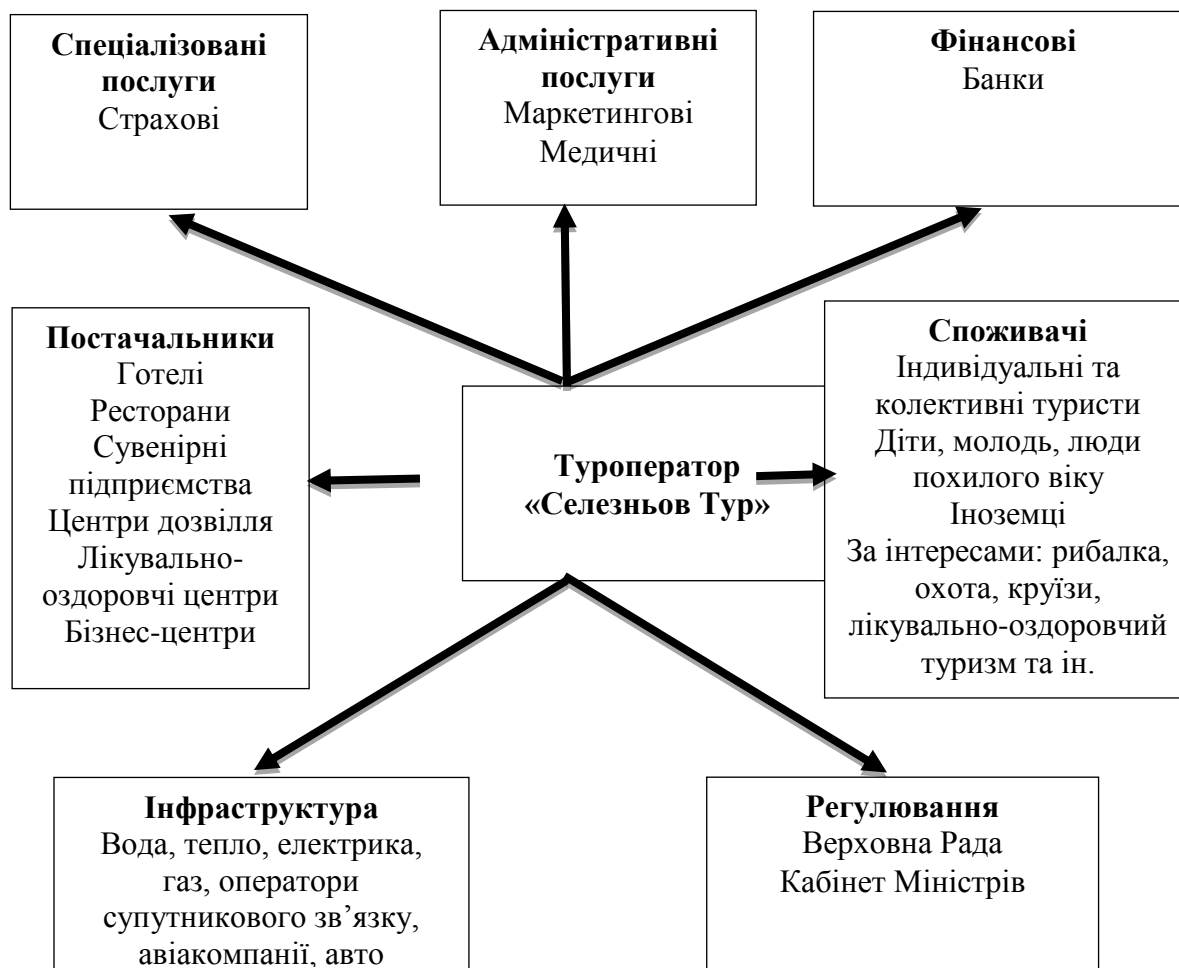 Спеціалізовані
послуги
Страхові
Адміністративні
послуги
Маркетингові
Медичні
Фінансові
Банки
Постачальники
Готелі
Ресторани
Сувенірні
підприємства
Центри дозвілля
Лікувально-
оздоровчі центри
Бізнес-центри
Туроператор
«Селезньов Тур»
Споживачі
Індивідуальні та
колективні туристи
Діти, молодь, люди
похилого віку
Іноземці
За інтересами: рибалка,
охота, круїзи,
лікувально-оздоровчий
туризм та ін.
Інфраструктура
Вода, тепло, електрика,
газ, оператори
супутникового зв’язку,
авіакомпанії, авто
Регулювання
Верховна Рада
Кабінет Міністрів